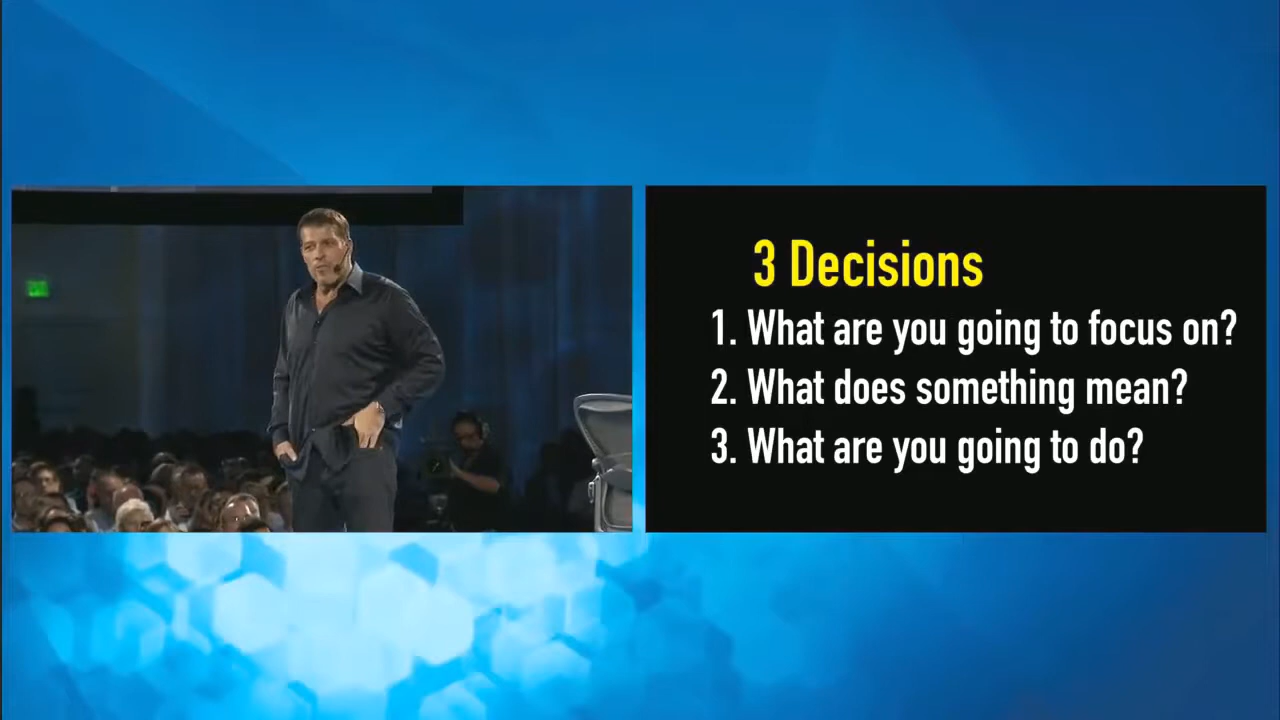 3 Decisions
1. What are you going to focus on?
2. What does something mean?
3. What are you going to do?